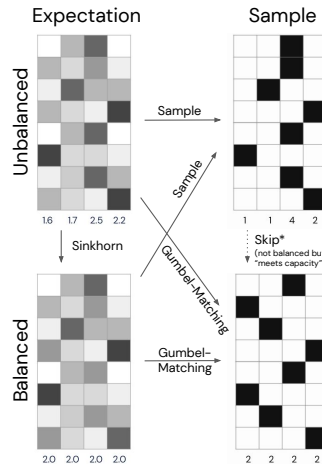 Expectation
Sample
Unbalanced
Sample
1.6 1.7 2.5 2.2
1 1 4 2
Sinkhorn
Sample
Skip*
(not balanced bu
"meets capacity"
Gumbel-Matching
Balanced
Gumbel-
Matching
2.0 2.0 2.0 2.0
2 2 2 2